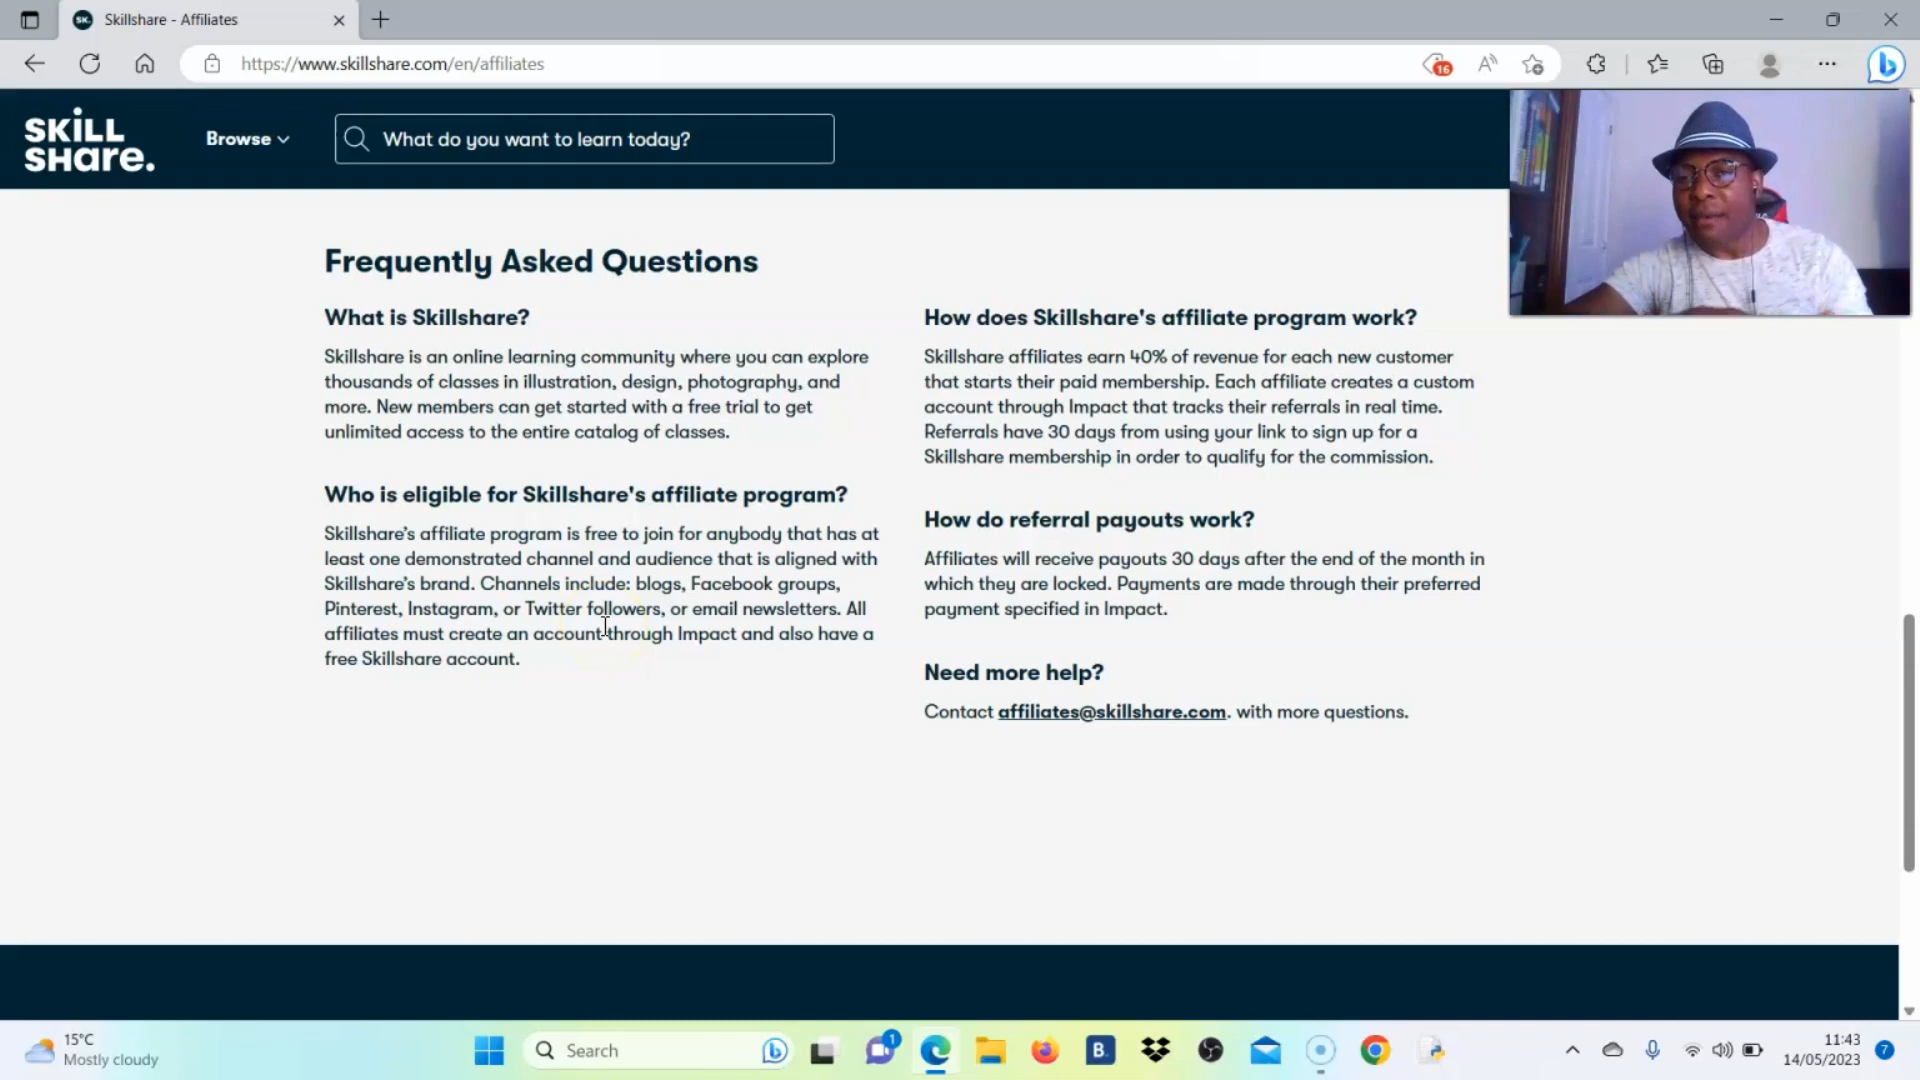 Skillshare - Affiliates
https://www.skillshare.com/en/affiliates
16
SKiLL
SHare.
Browse
What do you want to learn today?
Frequently Asked Questions
What is Skillshare?
Skillshare is an online learning community where you can explore
thousands of classes in illustration, design, photography, and
more. New members can get started with a free trial to get
unlimited access to the entire catalog of classes.
Who is eligible for Skillshare's affiliate program?
Skillshare’s affiliate program is free to join for anybody that has at
least one demonstrated channel and audience that is aligned with
Skillshare’s brand. Channels include: blogs, Facebook groups,
Pinterest, Instagram, or Twitter followers, or email newsletters. All
affiliates must create an account through Impact and also have a
free Skillshare account.
How does Skillshare's affiliate program work?
Skillshare affiliates earn 40% of revenue for each new customer
that starts their paid membership. Each affiliate creates a custom
account through Impact that tracks their referrals in real time.
Referrals have 30 days from using your link to sign up for a
Skillshare membership in order to qualify for the commission.
How do referral payouts work?
Affiliates will receive payouts 30 days after the end of the month in
which they are locked. Payments are made through their preferred
payment specified in Impact.
Need more help?
Contact affiliates@skillshare.com. with more questions.
15°C
Mostly cloudy
Search
1
B.
11:43
14/05/2023
7